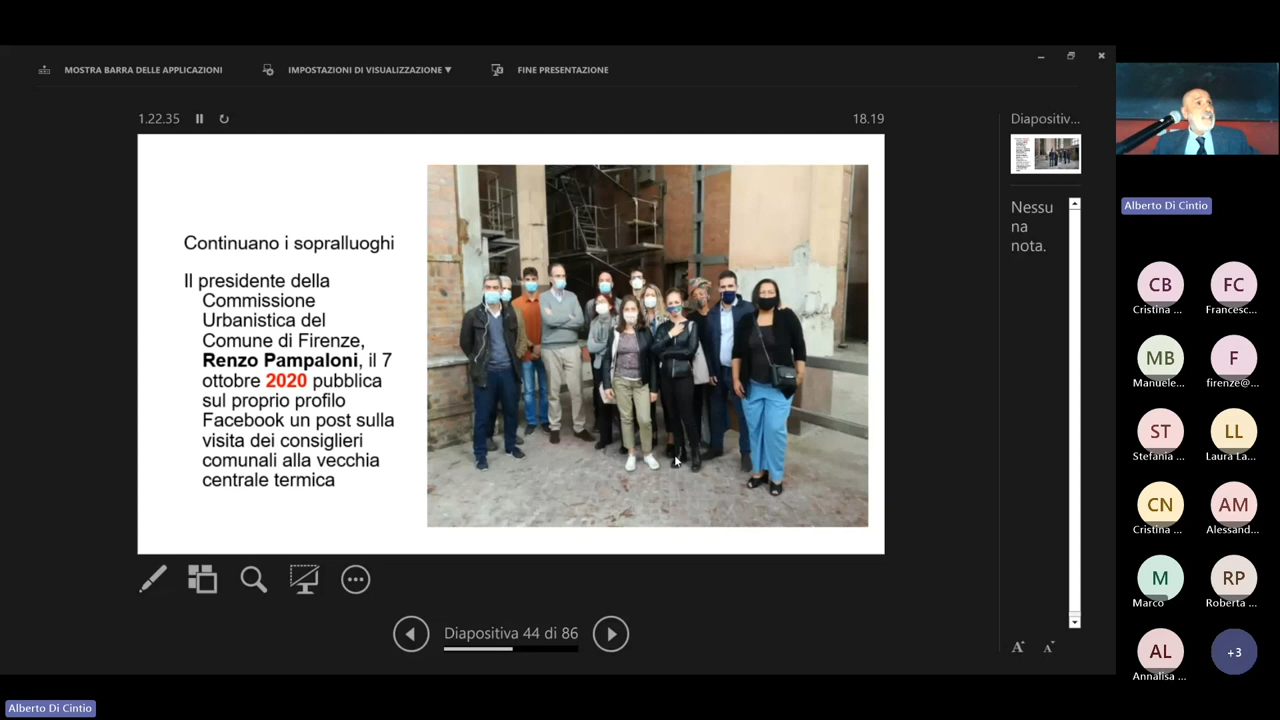 MOSTRA BARRA DELLE APPLICAZIONI
IMPOSTAZIONI DI VISUALIZZAZIONE ▼
FINE PRESENTAZIONE
1.22.35
18.19
Continuano i sopralluoghi
Il presidente della
Commissione
Urbanistica del
Comune di Firenze,
Renzo Pampaloni, il 7
ottobre 2020 pubblica
sul proprio profilo
Facebook un post sulla
visita dei consiglieri
comunali alla vecchia
centrale termica
Diapositiva 44 di 86
Diapositiv...
Nessu
na
nota.
A
A
Alberto Di Cintio
CB
Cristina ...
FC
Francesc...
MB
Manuele...
F
firenze@...
ST
Stefania ...
LL
Laura La...
CN
Cristina ...
AM
Alessand...
M
Marco
RP
Roberta ...
AL
Annalisa ...
+3
Alberto Di Cintio